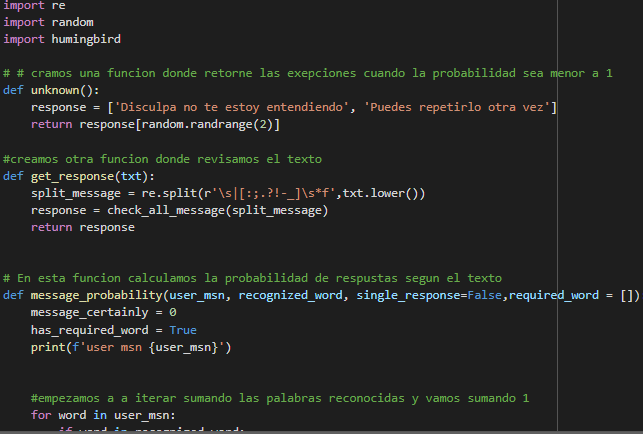 import re
import random
import humingbird
# # cramos una funcion donde retorne las exepciones cuando la probabilidad sea menor a 1
def unknown():
    response = ['Disculpa no te estoy entendiendo', 'Puedes repetirlo otra vez']
    return response[random.randrange(2)]
#creamos otra funcion donde revisamos el texto
def get_response(txt):
    split_message = re.split(r'\s|[:;.?!-_]\s*f',txt.lower())
    response = check_all_message(split_message)
    return response
# En esta funcion calculamos la probabilidad de respustas segun el texto
def message_probability(user_msn, recognized_word, single_response=False,required_word = [])
    message_certainly = 0
    has_required_word = True
    print(f'user msn {user_msn}')
    #empezamos a a iterar sumando las palabras reconocidas y vamos sumando 1
    for word in user_msn:
        if word in recognized_word: